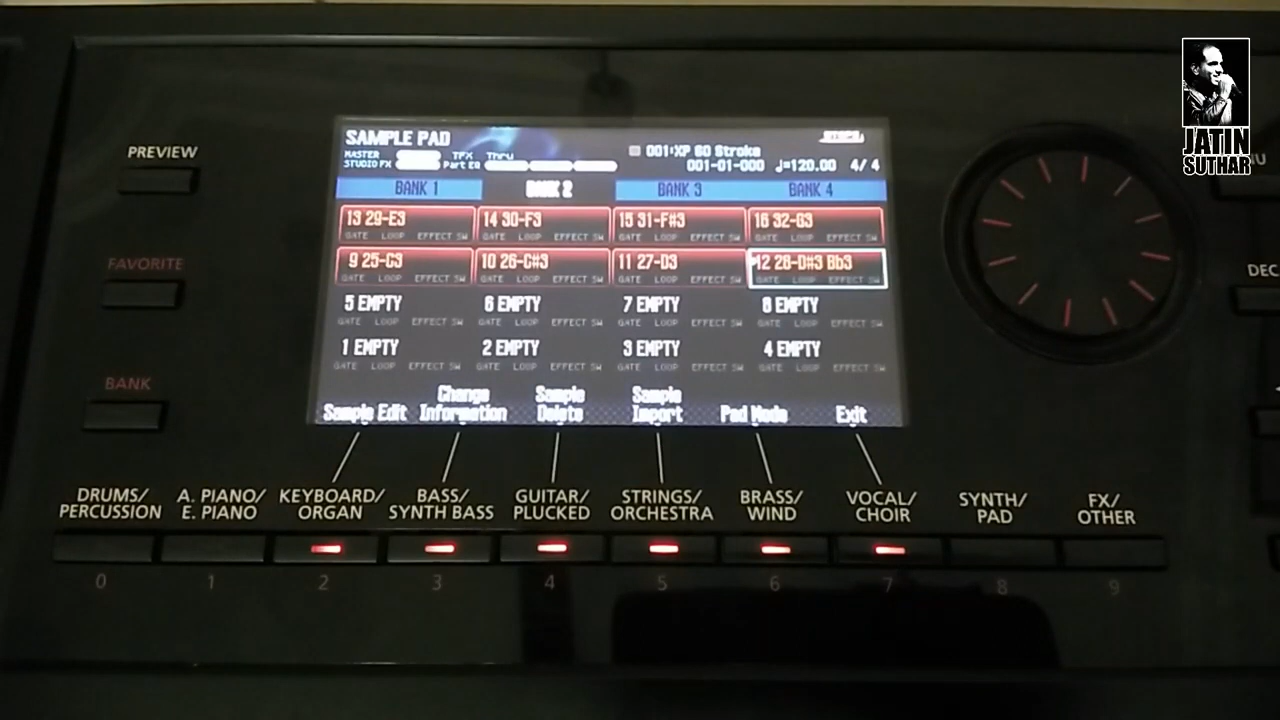 JATIN
SUTHAR
PREVIEW
FAVORITE
BANK
SAMPLE PAD
MASTER
STUDIO FX
TFX Thru
Part EQ
001:XP 60 Stroke
001-01-000 ♩=120.00 4/4
BANK 1 BANK 2 BANK 3 BANK 4
13 29-E3 14 30-F3 15 31-F#3 16 32-G3
GATE LOOP EFFECT SW GATE LOOP EFFECT SW GATE LOOP EFFECT SW GATE LOOP EFFECT SW
9 25-C3 10 26-C#3 11 27-D3 12 28-D#3 Bb3
GATE LOOP EFFECT SW GATE LOOP EFFECT SW GATE LOOP EFFECT SW GATE LOOP EFFECT SW
5 EMPTY 6 EMPTY 7 EMPTY 8 EMPTY
GATE LOOP EFFECT SW GATE LOOP EFFECT SW GATE LOOP EFFECT SW GATE LOOP EFFECT SW
1 EMPTY 2 EMPTY 3 EMPTY 4 EMPTY
GATE LOOP EFFECT SW GATE LOOP EFFECT SW GATE LOOP EFFECT SW GATE LOOP EFFECT SW
Sample Edit
Change
Information
Sample
Delete
Sample
Import
Pad Mode
Exit
DEC
DRUMS/
PERCUSSION
A. PIANO/
E. PIANO
KEYBOARD/
ORGAN
BASS/
SYNTH BASS
GUITAR/
PLUCKED
STRINGS/
ORCHESTRA
BRASS/
WIND
VOCAL/
CHOIR
SYNTH/
PAD
FX/
OTHER
0 1 2 3 4 5 6 7 8 9